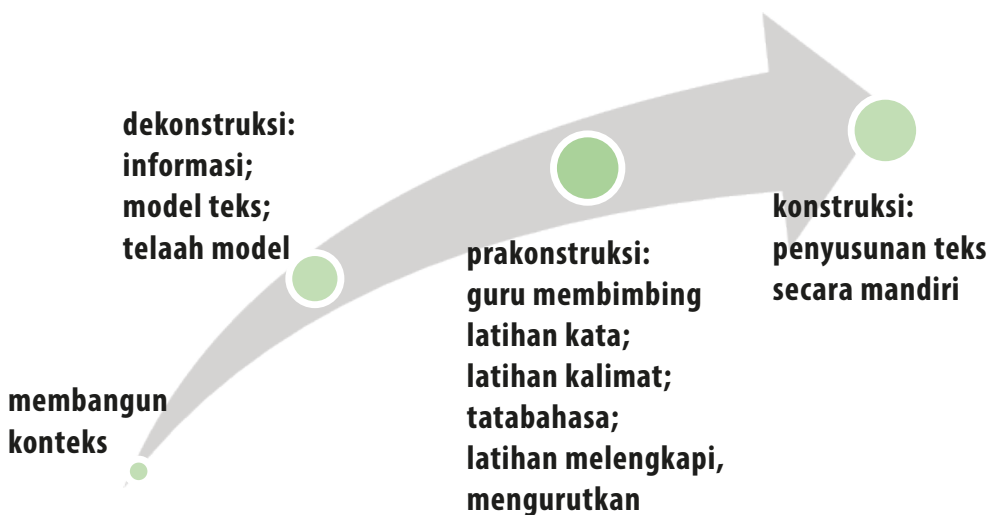 membangun
konteks
dekonstruksi:
informasi;
model teks;
telaah model
prakonstruksi:
guru membimbing
latihan kata;
latihan kalimat;
tatabahasa;
latihan melengkapi,
mengurutkan
konstruksi:
penyusunan teks
secara mandiri